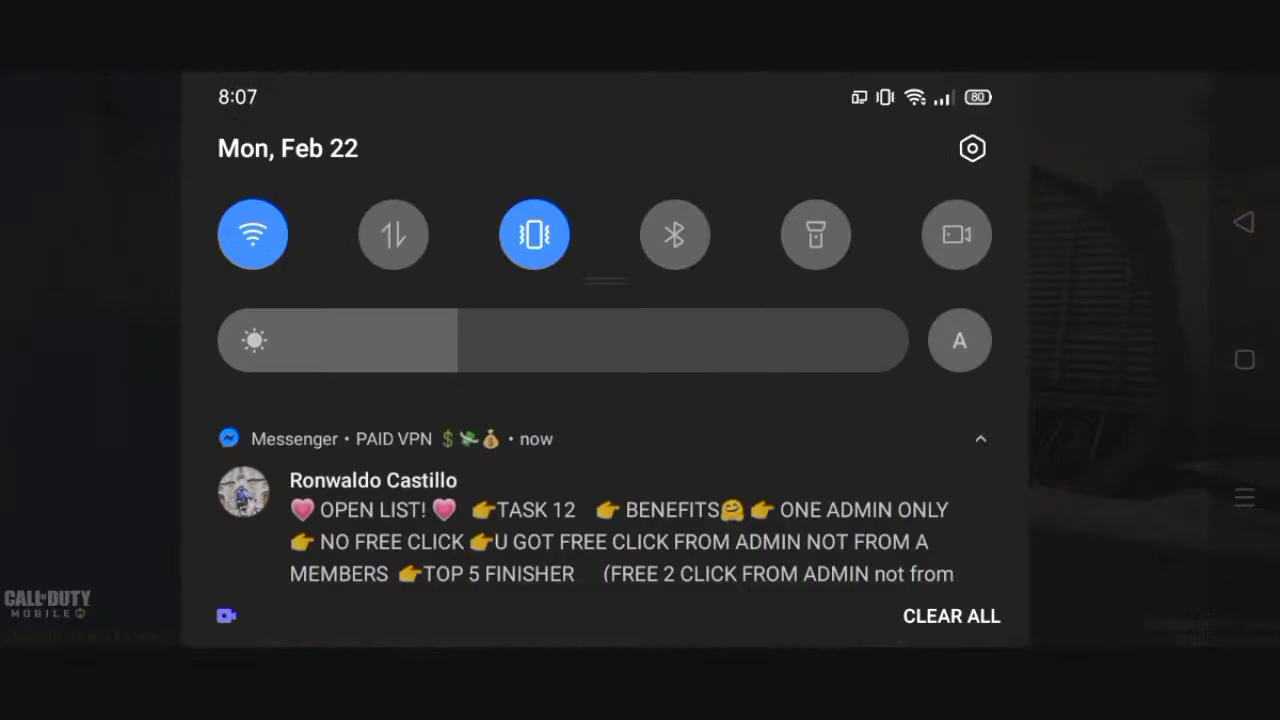 8:07
80
Mon, Feb 22
A
Messenger • PAID VPN 💲💸💰 • now
Ronwaldo Castillo
💗 OPEN LIST! 💗 👉TASK 12 👉 BENEFITS🤗 👉 ONE ADMIN ONLY
👉 NO FREE CLICK 👉U GOT FREE CLICK FROM ADMIN NOT FROM A
MEMBERS 👉TOP 5 FINISHER (FREE 2 CLICK FROM ADMIN not from
CALL OF DUTY
MOBILE
CLEAR ALL